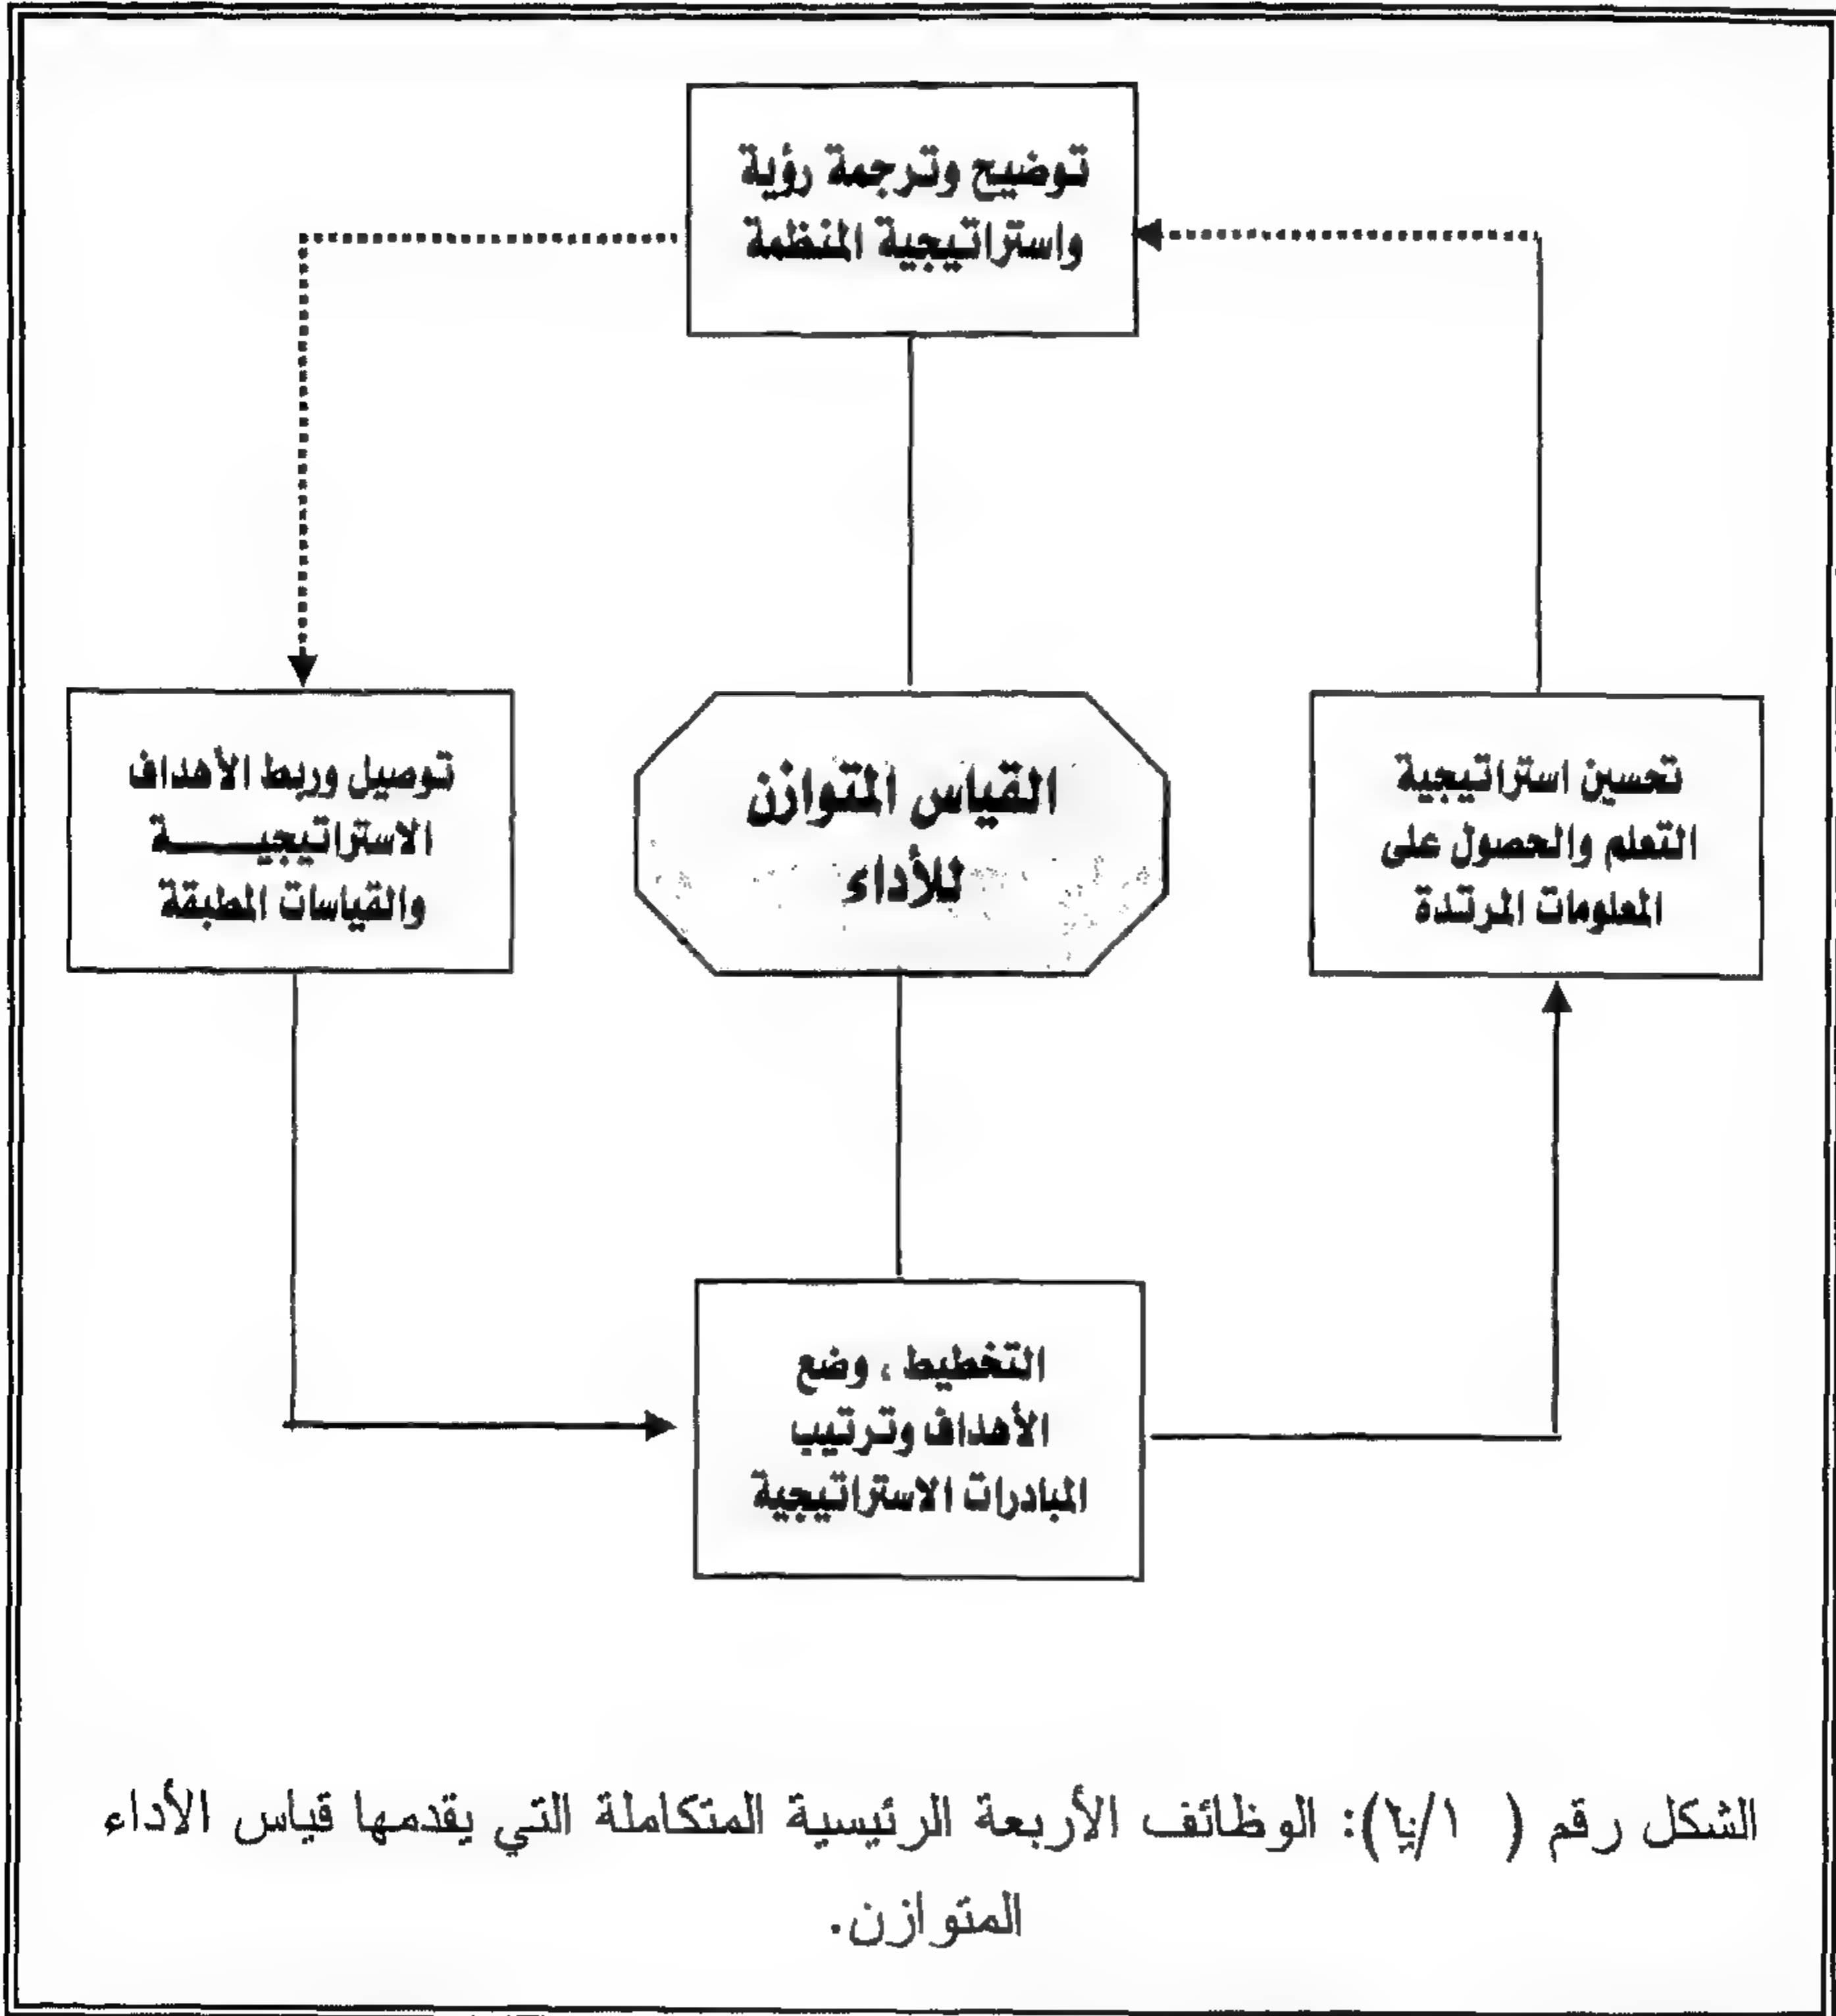 توضيح وترجمة رؤية
واستراتيجية المنظمة
تحسين استراتيجية
التعلم والحصول على
المعلومات المرتدة
القياس المتوازن
للأداء
توصيل وربط الأهداف
الاستراتيجيـــــة
والقياسات المطبقة
التخطيط ، وضع
الأهداف وترتيب
المبادرات الاستراتيجية
الشكل رقم ( ١/): الوظائف الأربعة الرئيسية المتكاملة التي يقدمها قياس الأداء
المتوازن.